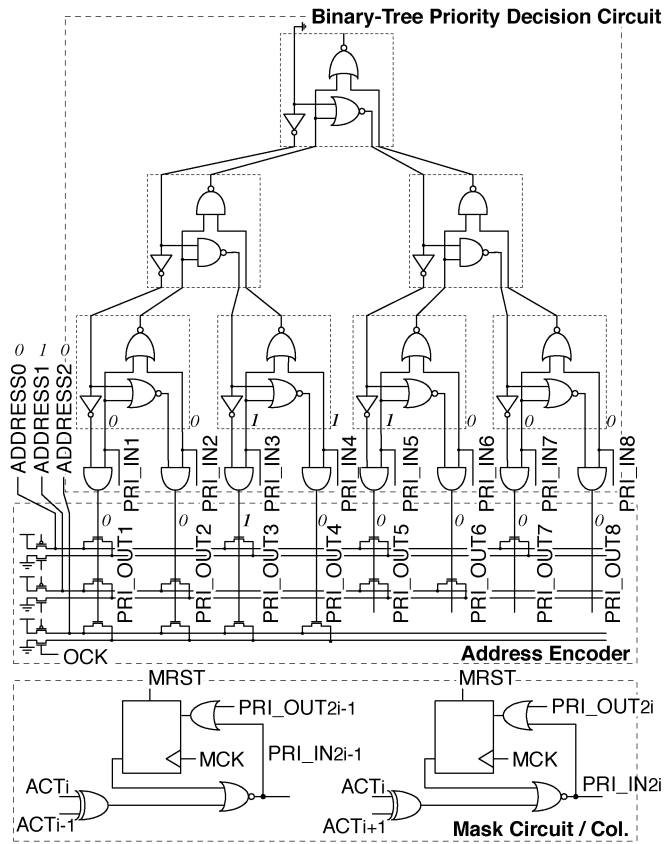 Binary-Tree Priority Decision Circuit
0 1 0
ADDRESS0
ADDRESS1
ADDRESS2
0 0 1 1 1 0 0 0
PRI_IN1
PRI_IN2
PRI_IN3
PRI_IN4
PRI_IN5
PRI_IN6
PRI_IN7
PRI_IN8
0 0 1 0 0 0 0 0
PRI_OUT1
PRI_OUT2
PRI_OUT3
PRI_OUT4
PRI_OUT5
PRI_OUT6
PRI_OUT7
PRI_OUT8
OCK
Address Encoder
MRST
PRI_OUT2i-1
MCK
PRI_IN2i-1
ACTi
ACTi-1
MRST
PRI_OUT2i
MCK
PRI_IN2i
ACTi
ACTi+1
Mask Circuit / Col.